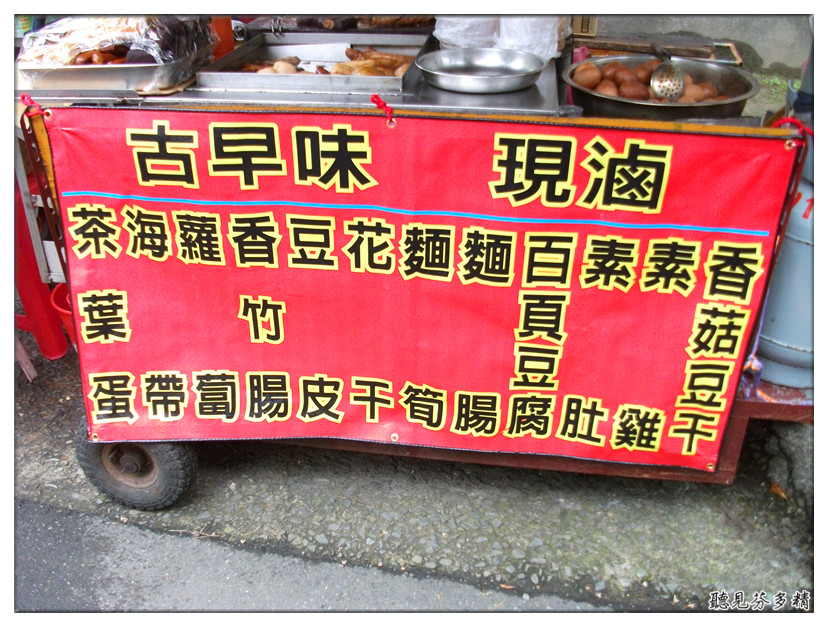 古早味 現滷
香菇豆干
素雞
素肚
百頁豆腐
麵腸
麵筍
花干
豆皮
香竹腸
蘿蔔
海帶
茶葉蛋
聽見芬多精